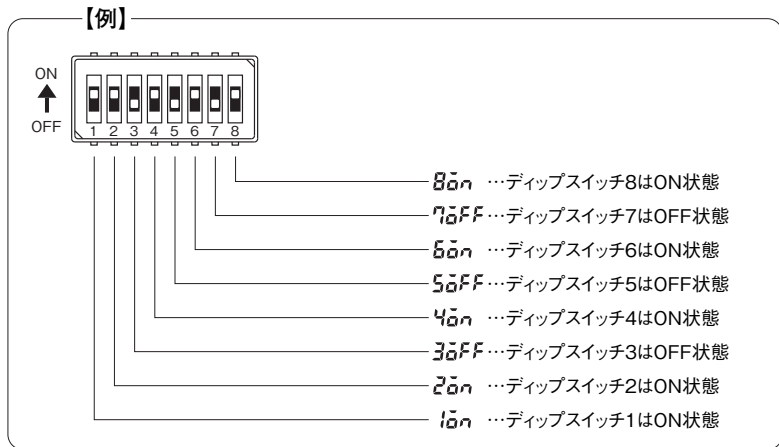 【例】
ON
OFF
1 2 3 4 5 6 7 8
8on …ディップスイッチ8はON状態
7oFF…ディップスイッチ7はOFF状態
6on …ディップスイッチ6はON状態
5oFF…ディップスイッチ5はOFF状態
4on …ディップスイッチ4はON状態
3oFF…ディップスイッチ3はOFF状態
2on …ディップスイッチ2はON状態
1on …ディップスイッチ1はON状態